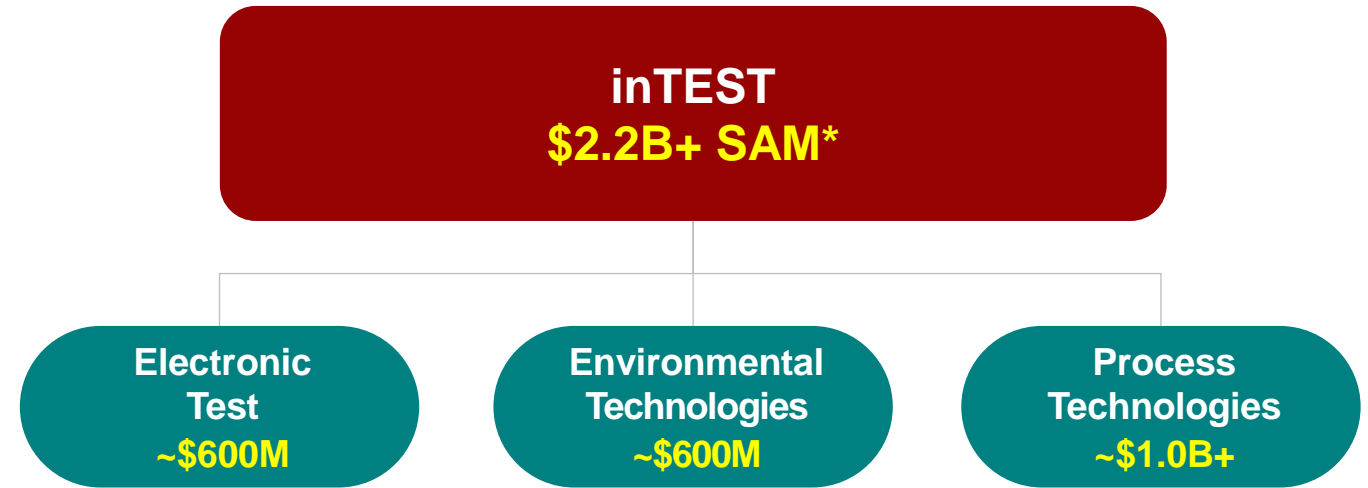 inTEST
$2.2B+ SAM*
Electronic
Test
~$600M
Environmental
Technologies
~$600M
Process
Technologies
~$1.0B+